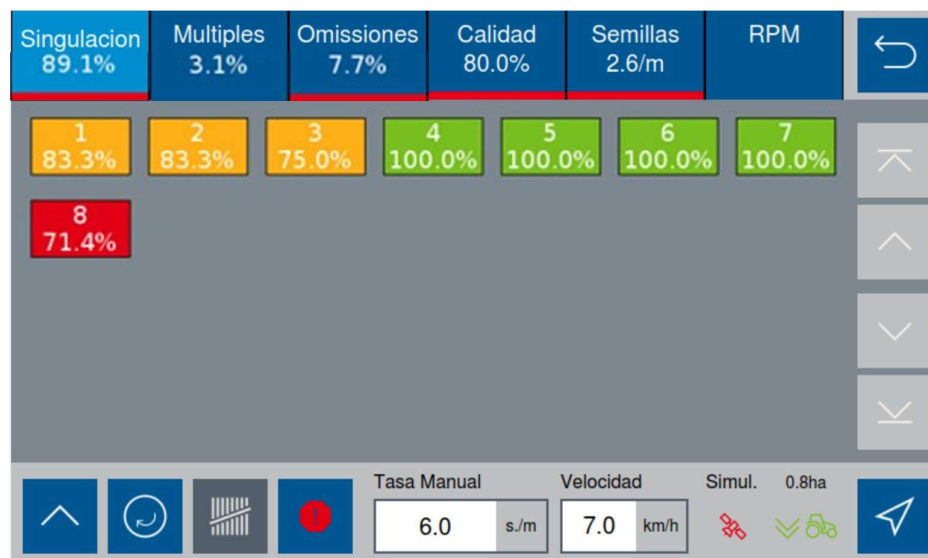 Singulacion Multiples Omissiones Calidad Semillas RPM
89.1% 3.1% 7.7% 80.0% 2.6/m
1 2 3 4 5 6 7
83.3% 83.3% 75.0% 100.0% 100.0% 100.0% 100.0%
8
71.4%
Tasa Manual Velocidad Simul. 0.8ha
6.0 s./m 7.0 km/h